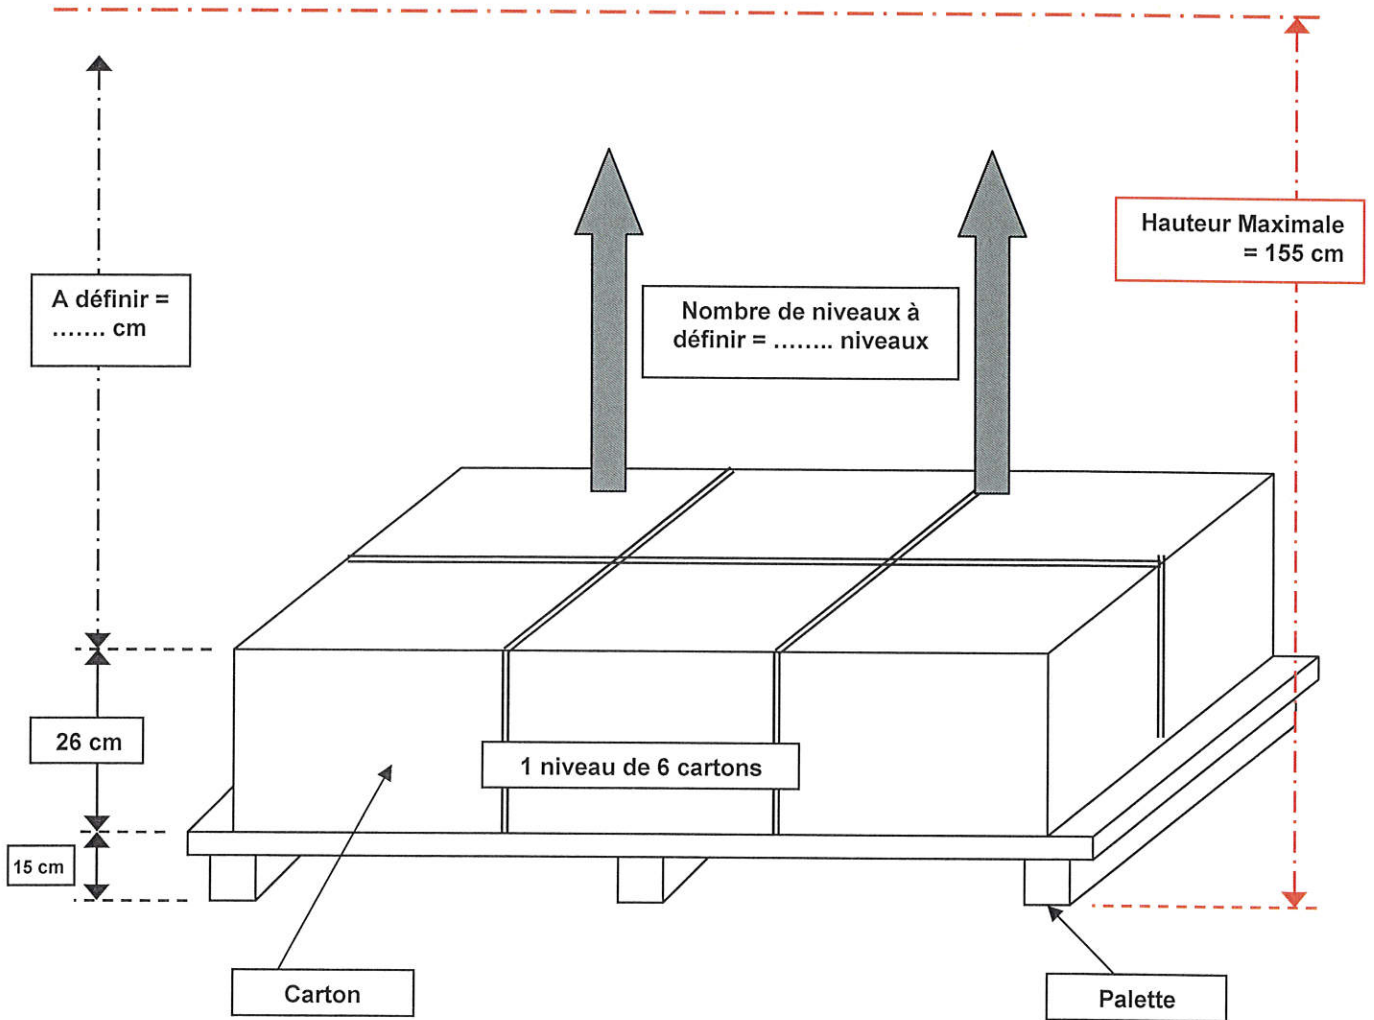 Hauteur Maximale
= 155 cm
A définir =
……. cm
Nombre de niveaux à
définir = …….. niveaux
26 cm
1 niveau de 6 cartons
15 cm
Carton
Palette